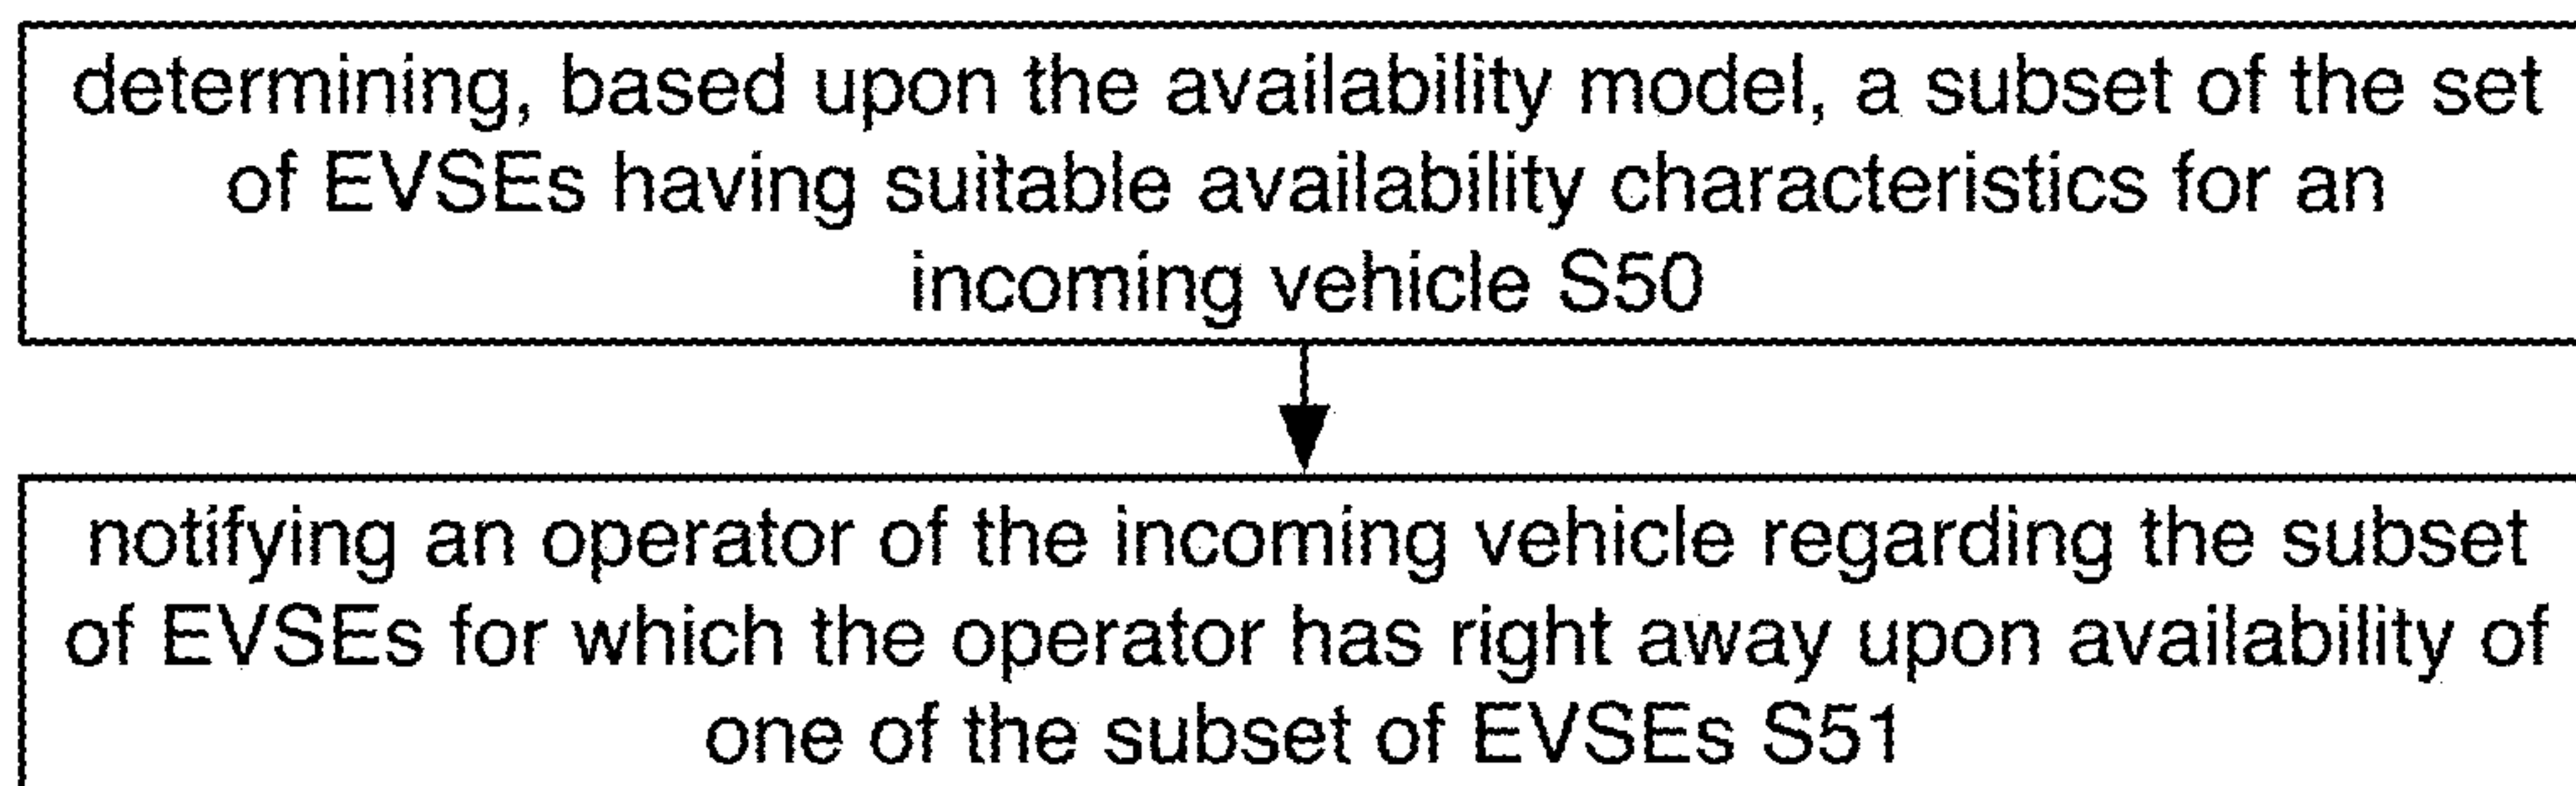 determining, based upon the availability model, a subset of the set
of EVSEs having suitable availability characteristics for an
incoming vehicle S50
notifying an operator of the incoming vehicle regarding the subset
of EVSEs for which the operator has right away upon availability of
one of the subset of EVSEs S51